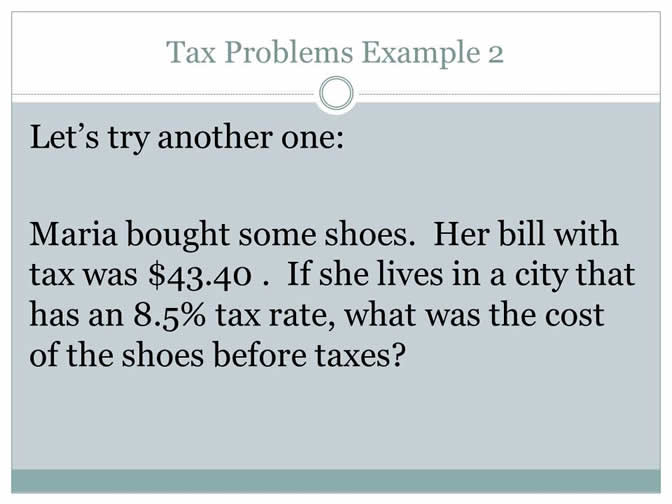 Tax Problems Example 2
Let’s try another one:
Maria bought some shoes.  Her bill with
tax was $43.40 .  If she lives in a city that
has an 8.5% tax rate, what was the cost
of the shoes before taxes?